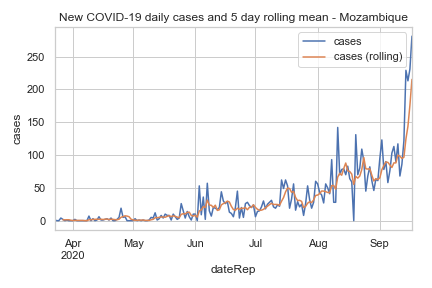 New COVID-19 daily cases and 5 day rolling mean - Mozambique
cases
cases (rolling)
250
200
150
100
50
0
cases
Apr
2020
May
Jun
Jul
Aug
Sep
dateRep